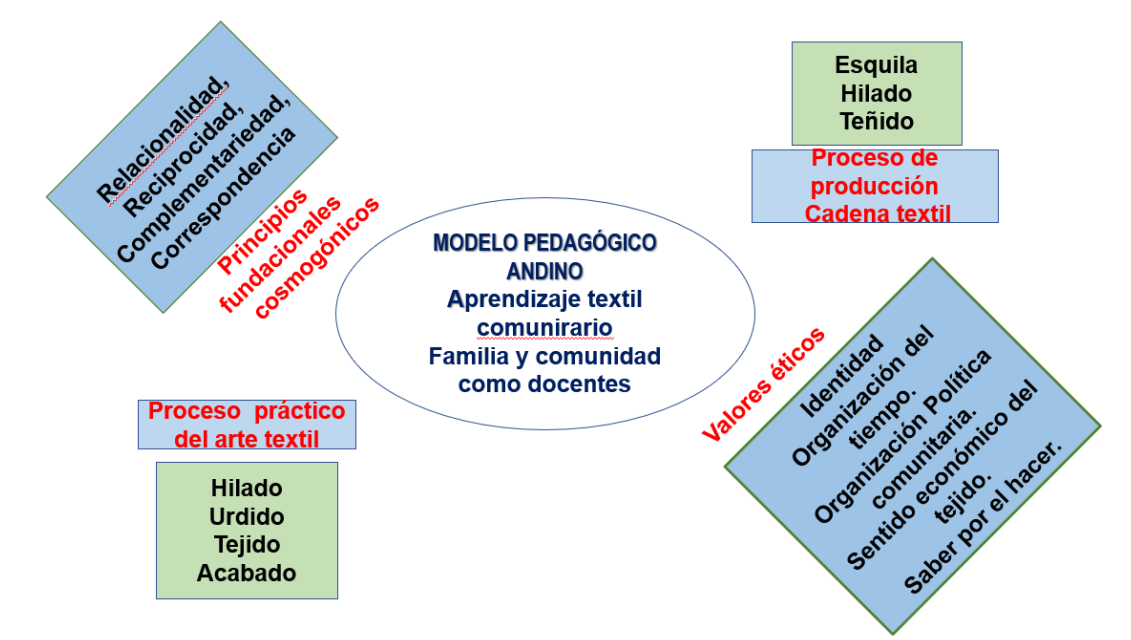 Relacionalidad,
Reciprocidad,
Complementariedad,
Correspondencia
Principios
fundacionales
cosmogónicos
Esquila
Hilado
Teñido
Proceso de
producción
Cadena textil
MODELO PEDAGÓGICO
ANDINO
Aprendizaje textil
comunirario
Familia y comunidad
como docentes
Valores éticos
Identidad
Organización del
tiempo.
Organización Política
comunitaria.
Sentido económico del
tejido.
Saber por el hacer.
Proceso práctico
del arte textil
Hilado
Urdido
Tejido
Acabado